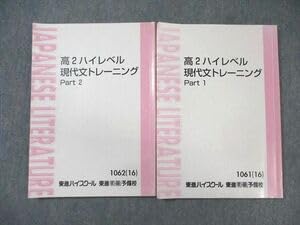 JAPANESE LITERATURE
高2ハイレベル
現代文トレーニング
Part 2
1062(16)
東進ハイスクール 東進衛星予備校
JAPANESE LITERATURE
高2ハイレベル
現代文トレーニング
Part 1
1061(16)
東進ハイスクール 東進衛星予備校